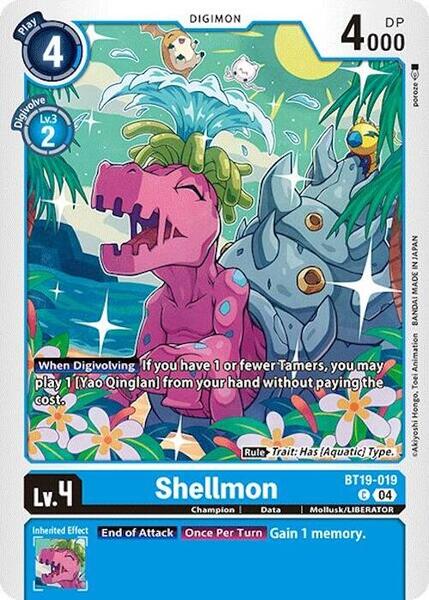 DIGIMON
Play
4
DP
4000
Digivolve
Lv.3
2
poroze
©Akiyoshi Hongo, Toei Animation BANDAI MADE IN JAPAN
When Digivolving If you have 1 or fewer Tamers, you may
play 1 [Yao Qinglan] from your hand without paying the
cost.
Rule Trait: Has [Aquatic] Type.
Lv.4
Shellmon
BT19-019
C 04
Champion Data Mollusk/LIBERATOR
Inherited Effect
End of Attack Once Per Turn Gain 1 memory.